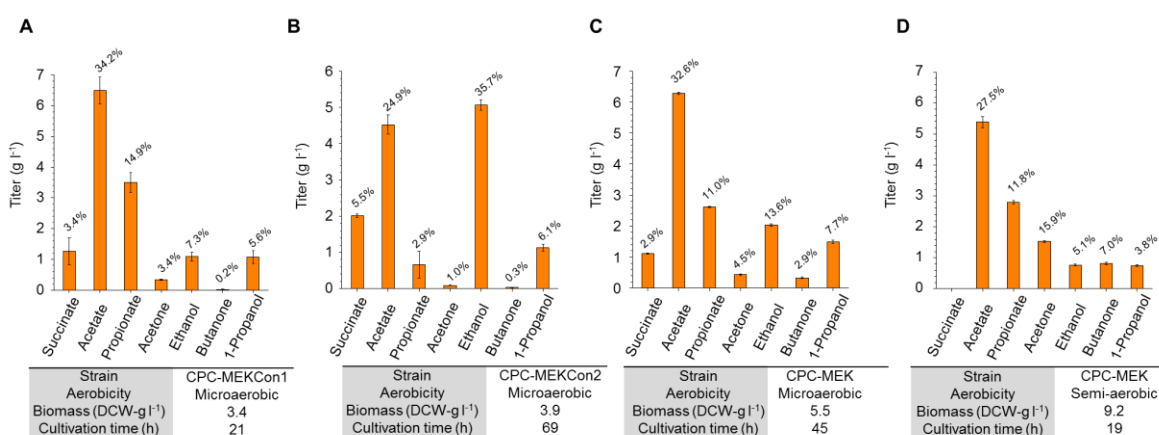 A
Titer (g l⁻¹)
7
6
5
4
3
2
1
0
3.4%
34.2%
14.9%
3.4%
7.3%
0.2%
5.6%
Succinate
Acetate
Propionate
Acetone
Ethanol
Butanone
1-Propanol
Strain CPC-MEKCon1
Aerobicity Microaerobic
Biomass (DCW-g l⁻¹) 3.4
Cultivation time (h) 21
B
Titer (g l⁻¹)
6
5
4
3
2
1
0
5.5%
24.9%
2.9%
1.0%
35.7%
0.3%
6.1%
Succinate
Acetate
Propionate
Acetone
Ethanol
Butanone
1-Propanol
Strain CPC-MEKCon2
Aerobicity Microaerobic
Biomass (DCW-g l⁻¹) 3.9
Cultivation time (h) 69
C
Titer (g l⁻¹)
7
6
5
4
3
2
1
0
2.9%
32.6%
11.0%
4.5%
13.6%
2.9%
7.7%
Succinate
Acetate
Propionate
Acetone
Ethanol
Butanone
1-Propanol
Strain CPC-MEK
Aerobicity Microaerobic
Biomass (DCW-g l⁻¹) 5.5
Cultivation time (h) 45
D
Titer (g l⁻¹)
7
6
5
4
3
2
1
0
27.5%
11.8%
15.9%
5.1%
7.0%
3.8%
Succinate
Acetate
Propionate
Acetone
Ethanol
Butanone
1-Propanol
Strain CPC-MEK
Aerobicity Semi-aerobic
Biomass (DCW-g l⁻¹) 9.2
Cultivation time (h) 19